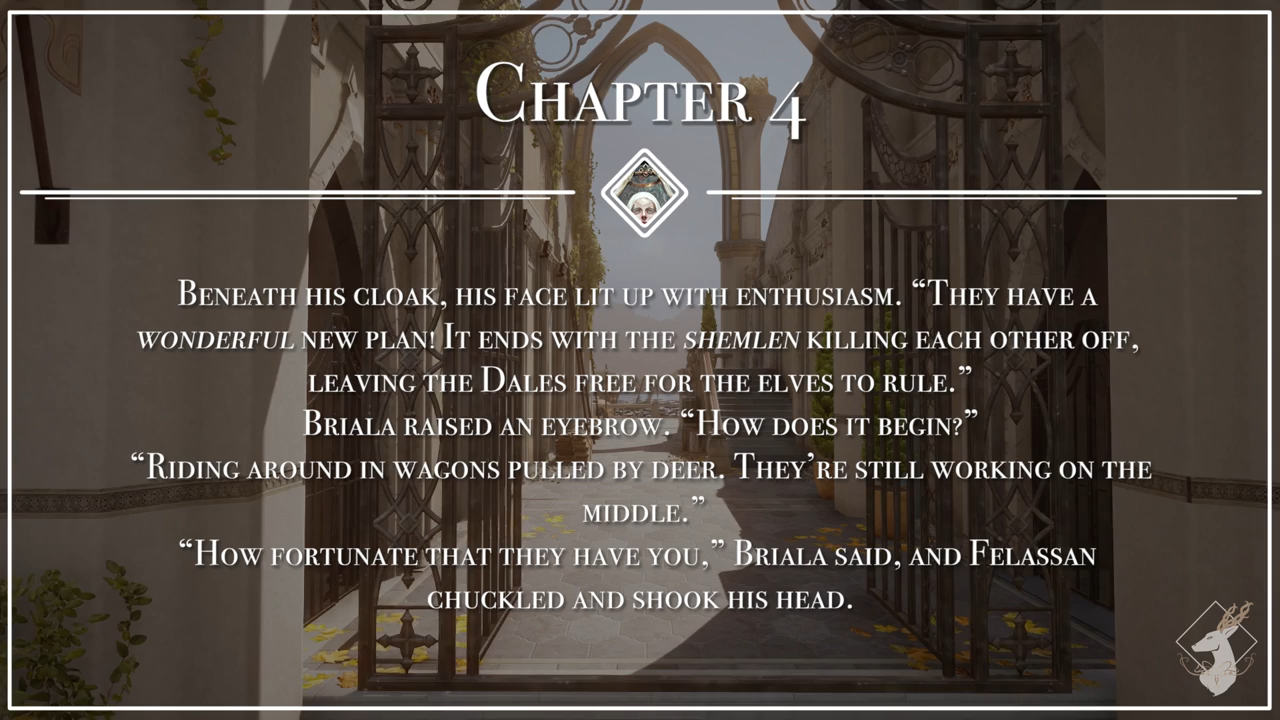 Chapter 4
Beneath his cloak, his face lit up with enthusiasm. “They have a
wonderful new plan! It ends with the shemlen killing each other off,
leaving the Dales free for the elves to rule.”
Briala raised an eyebrow. “How does it begin?”
“Riding around in wagons pulled by deer. They’re still working on the
middle.”
“How fortunate that they have you,” Briala said, and Felassan
chuckled and shook his head.